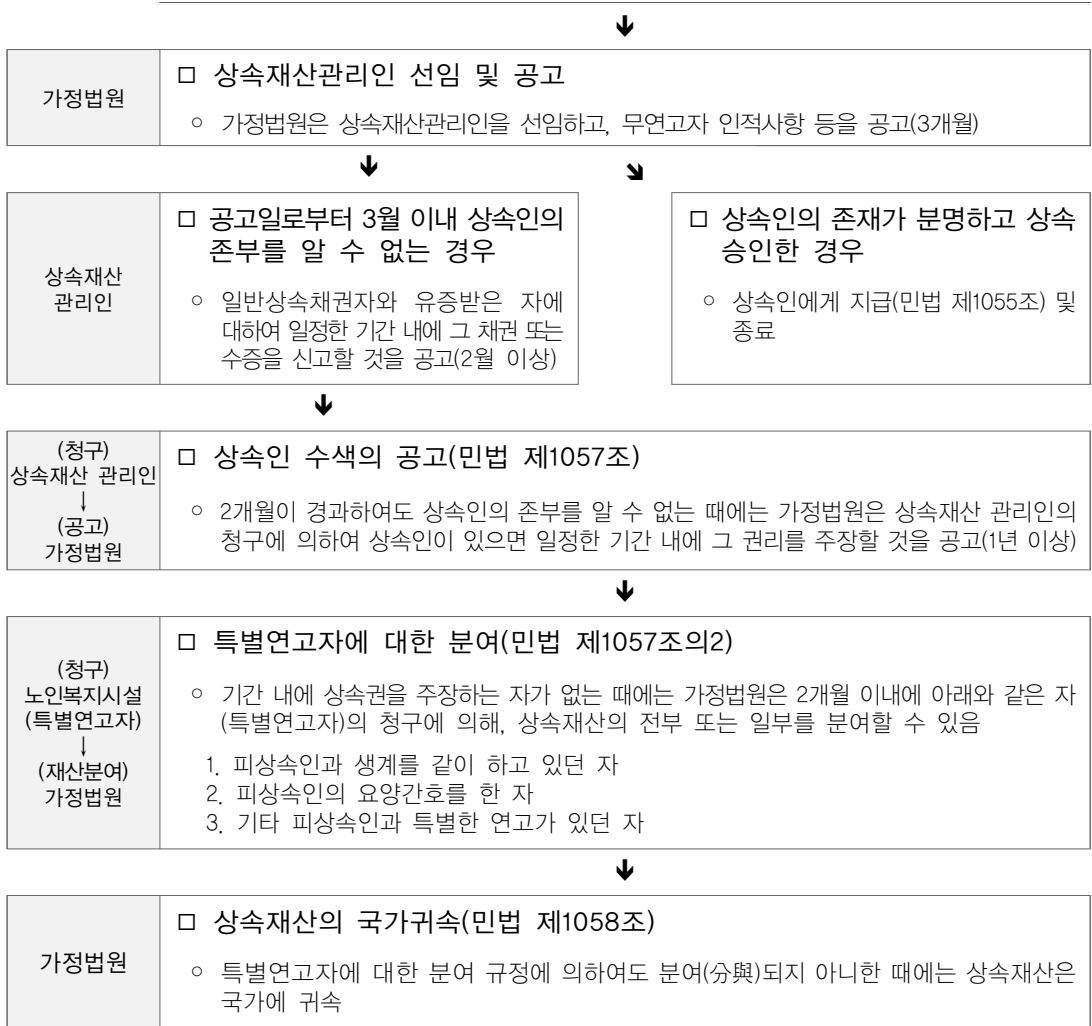 가정법원
□ 상속재산관리인 선임 및 공고
○ 가정법원은 상속재산관리인을 선임하고, 무연고자 인적사항 등을 공고(3개월)
상속재산
관리인
□ 공고일로부터 3월 이내 상속인의
존부를 알 수 없는 경우
○ 일반상속채권자와 유증받은 자에
대하여 일정한 기간 내에 그 채권 또는
수증을 신고할 것을 공고(2월 이상)
□ 상속인의 존재가 분명하고 상속
승인한 경우
○ 상속인에게 지급(민법 제1055조) 및
종료
(청구)
상속재산 관리인
↓
(공고)
가정법원
□ 상속인 수색의 공고(민법 제1057조)
○ 2개월이 경과하여도 상속인의 존부를 알 수 없는 때에는 가정법원은 상속재산 관리인의
청구에 의하여 상속인이 있으면 일정한 기간 내에 그 권리를 주장할 것을 공고(1년 이상)
(청구)
노인복지시설
(특별연고자)
↓
(재산분여)
가정법원
□ 특별연고자에 대한 분여(민법 제1057조의2)
○ 기간 내에 상속권을 주장하는 자가 없는 때에는 가정법원은 2개월 이내에 아래와 같은 자
(특별연고자)의 청구에 의해, 상속재산의 전부 또는 일부를 분여할 수 있음
1. 피상속인과 생계를 같이 하고 있던 자
2. 피상속인의 요양간호를 한 자
3. 기타 피상속인과 특별한 연고가 있던 자
가정법원
□ 상속재산의 국가귀속(민법 제1058조)
○ 특별연고자에 대한 분여 규정에 의하여도 분여(分與)되지 아니한 때에는 상속재산은
국가에 귀속